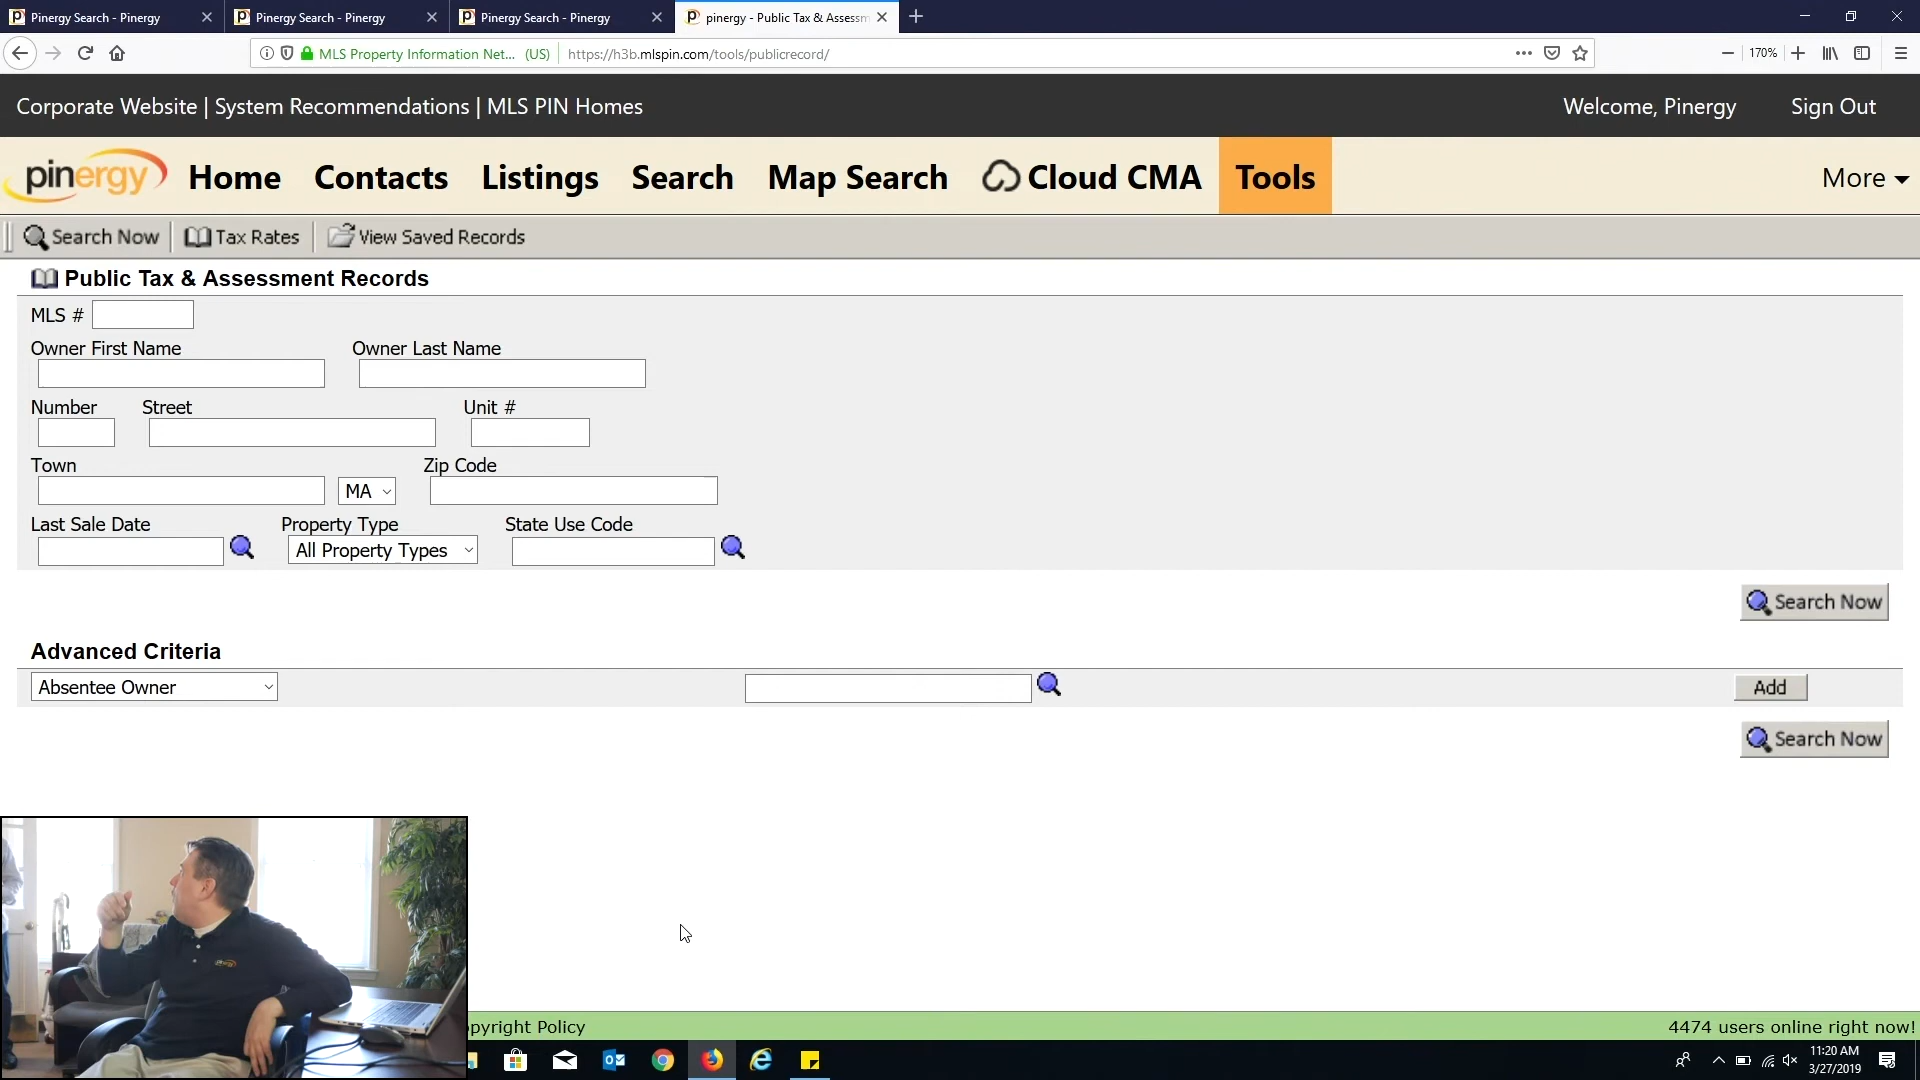 Pinergy Search - Pinergy
Pinergy Search - Pinergy
Pinergy Search - Pinergy
pinergy - Public Tax & Assessm
MLS Property Information Net... (US)
https://h3b.mlspin.com/tools/publicrecord/
170%
Corporate Website | System Recommendations | MLS PIN Homes
Welcome, Pinergy
Sign Out
pinergy
Home
Contacts
Listings
Search
Map Search
Cloud CMA
Tools
More
Search Now
Tax Rates
View Saved Records
Public Tax & Assessment Records
MLS #
Owner First Name
Owner Last Name
Number
Street
Unit #
Town
Zip Code
MA
Last Sale Date
Property Type
State Use Code
All Property Types
Search Now
Advanced Criteria
Absentee Owner
Add
Search Now
opyright Policy
4474 users online right now!
11:20 AM
3/27/2019